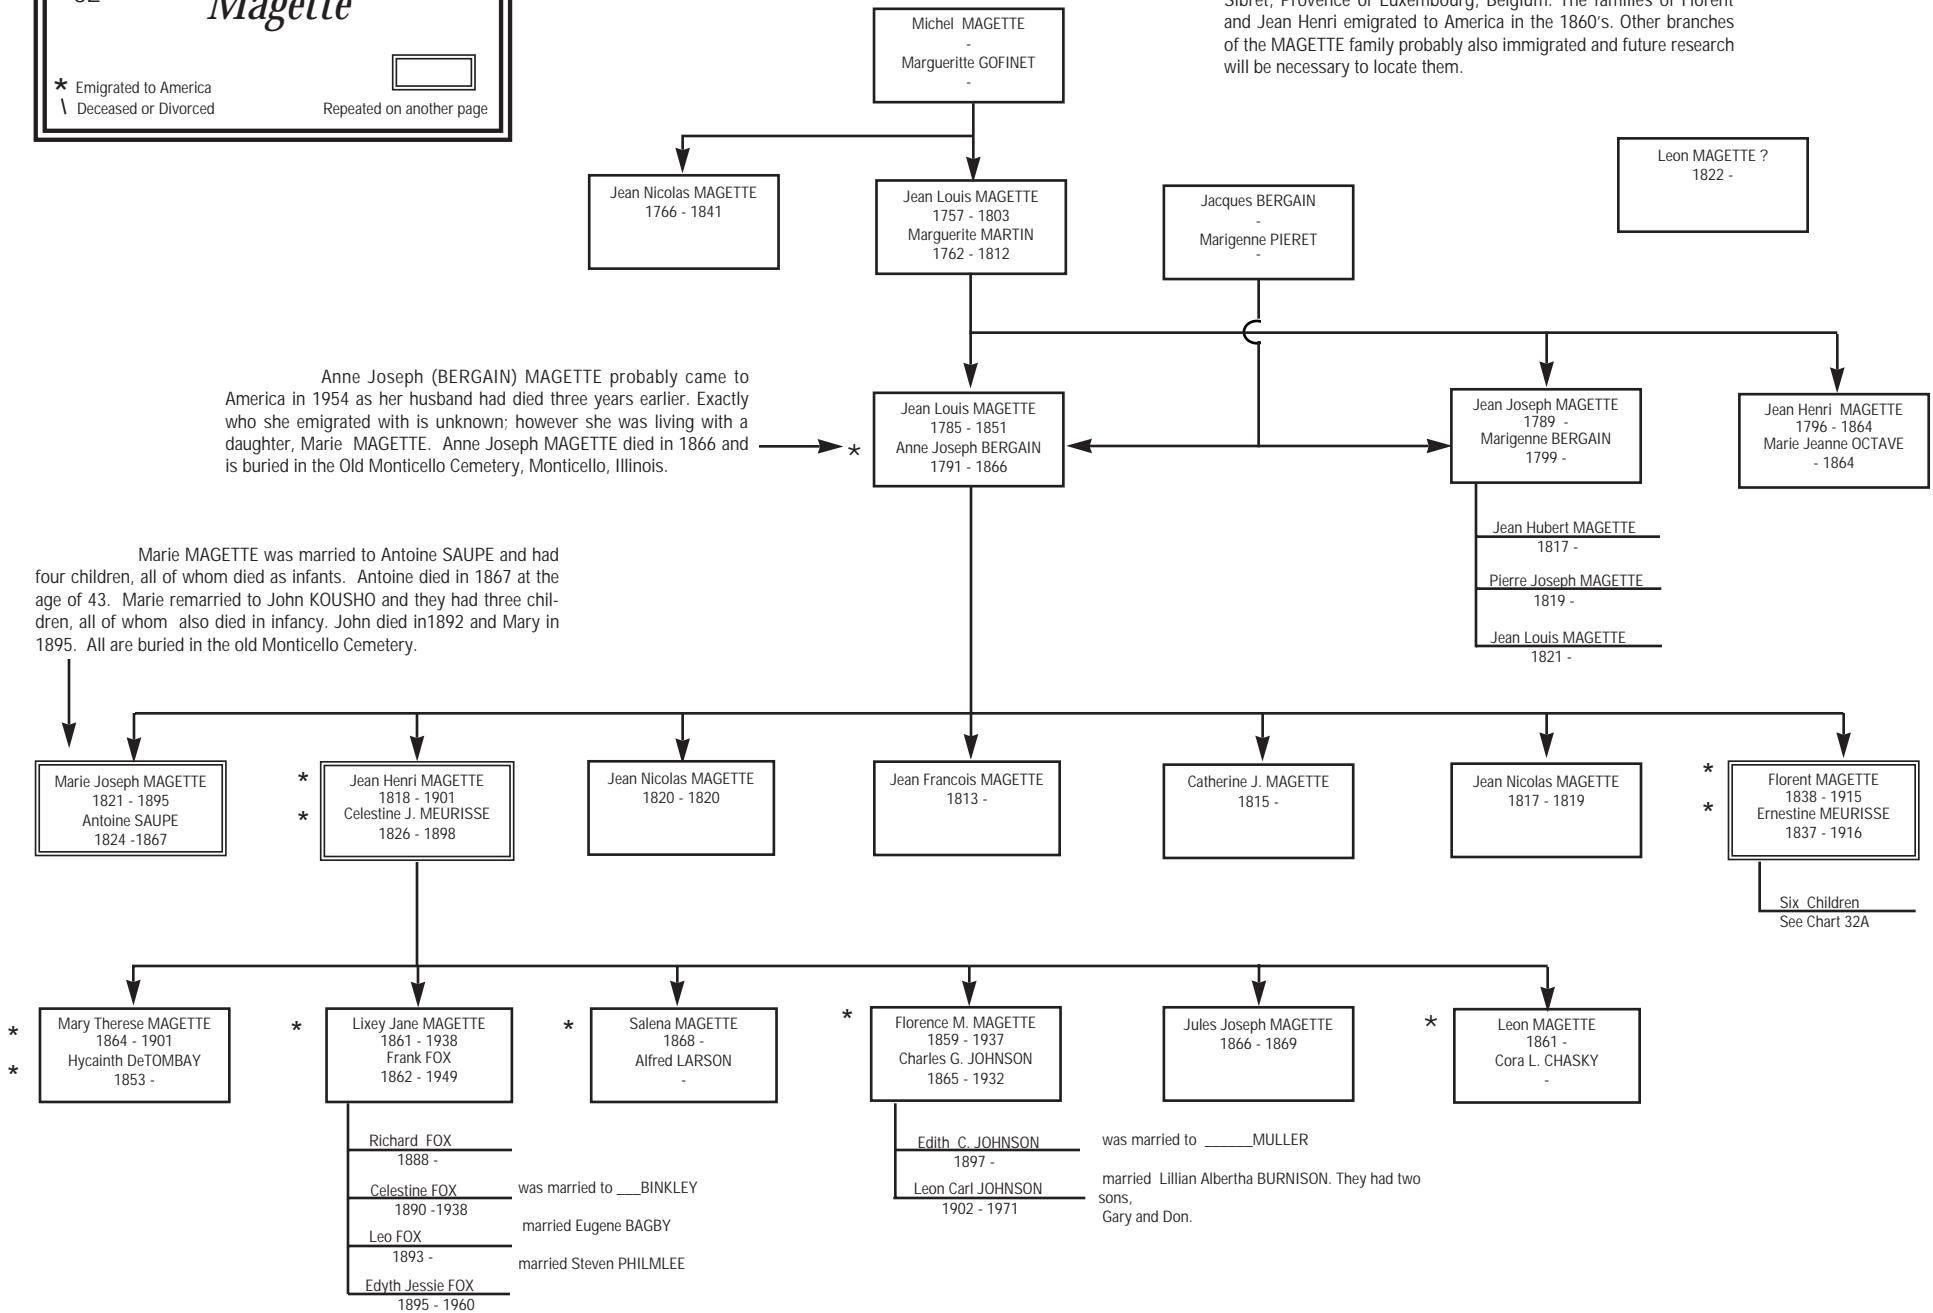 Magette
* Emigrated to America
\ Deceased or Divorced
Repeated on another page
and Jean Henri emigrated to America in the 1860's. Other branches
of the MAGETTE family probably also immigrated and future research
will be necessary to locate them.
Michel MAGETTE
-
Margueritte GOFINET
-
Leon MAGETTE ?
1822 -
Jean Nicolas MAGETTE
1766 - 1841
Jean Louis MAGETTE
1757 - 1803
Marguerite MARTIN
1762 - 1812
Jacques BERGAIN
-
Marigenne PIERET
-
Anne Joseph (BERGAIN) MAGETTE probably came to
America in 1954 as her husband had died three years earlier. Exactly
who she emigrated with is unknown; however she was living with a
daughter, Marie MAGETTE. Anne Joseph MAGETTE died in 1866 and
is buried in the Old Monticello Cemetery, Monticello, Illinois.
*
Jean Louis MAGETTE
1785 - 1851
Anne Joseph BERGAIN
1791 - 1866
Jean Joseph MAGETTE
1789 -
Marigenne BERGAIN
1799 -
Jean Henri MAGETTE
1796 - 1864
Marie Jeanne OCTAVE
- 1864
Jean Hubert MAGETTE
1817 -
Pierre Joseph MAGETTE
1819 -
Jean Louis MAGETTE
1821 -
Marie MAGETTE was married to Antoine SAUPE and had
four children, all of whom died as infants. Antoine died in 1867 at the
age of 43. Marie remarried to John KOUSHO and they had three chil-
dren, all of whom also died in infancy. John died in1892 and Mary in
1895. All are buried in the old Monticello Cemetery.
Marie Joseph MAGETTE
1821 - 1895
Antoine SAUPE
1824 -1867
*
*
Jean Henri MAGETTE
1818 - 1901
Celestine J. MEURISSE
1826 - 1898
Jean Nicolas MAGETTE
1820 - 1820
Jean Francois MAGETTE
1813 -
Catherine J. MAGETTE
1815 -
Jean Nicolas MAGETTE
1817 - 1819
*
*
Florent MAGETTE
1838 - 1915
Ernestine MEURISSE
1837 - 1916
Six Children
See Chart 32A
*
*
Mary Therese MAGETTE
1864 - 1901
Hycainth DeTOMBAY
1853 -
*
Lixey Jane MAGETTE
1861 - 1938
Frank FOX
1862 - 1949
*
Salena MAGETTE
1868 -
Alfred LARSON
-
*
Florence M. MAGETTE
1859 - 1937
Charles G. JOHNSON
1865 - 1932
Jules Joseph MAGETTE
1866 - 1869
*
Leon MAGETTE
1861 -
Cora L. CHASKY
-
Richard FOX
1888 -
Celestine FOX
1890 -1938
was married to ___BINKLEY
Leo FOX
1893 -
married Eugene BAGBY
Edyth Jessie FOX
1895 - 1960
married Steven PHILMLEE
Edith C. JOHNSON
1897 -
was married to ______MULLER
Leon Carl JOHNSON
1902 - 1971
married Lillian Albertha BURNISON. They had two
sons,
Gary and Don.